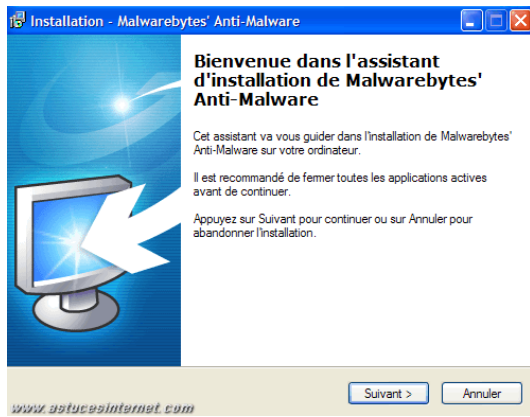 Installation - Malwarebytes' Anti-Malware
Bienvenue dans l'assistant
d'installation de Malwarebytes'
Anti-Malware
Cet assistant va vous guider dans l'installation de Malwarebytes'
Anti-Malware sur votre ordinateur.
Il est recommandé de fermer toutes les applications actives
avant de continuer.
Appuyez sur Suivant pour continuer ou sur Annuler pour
abandonner l'installation.
Suivant >
Annuler
www.astucesinternet.com